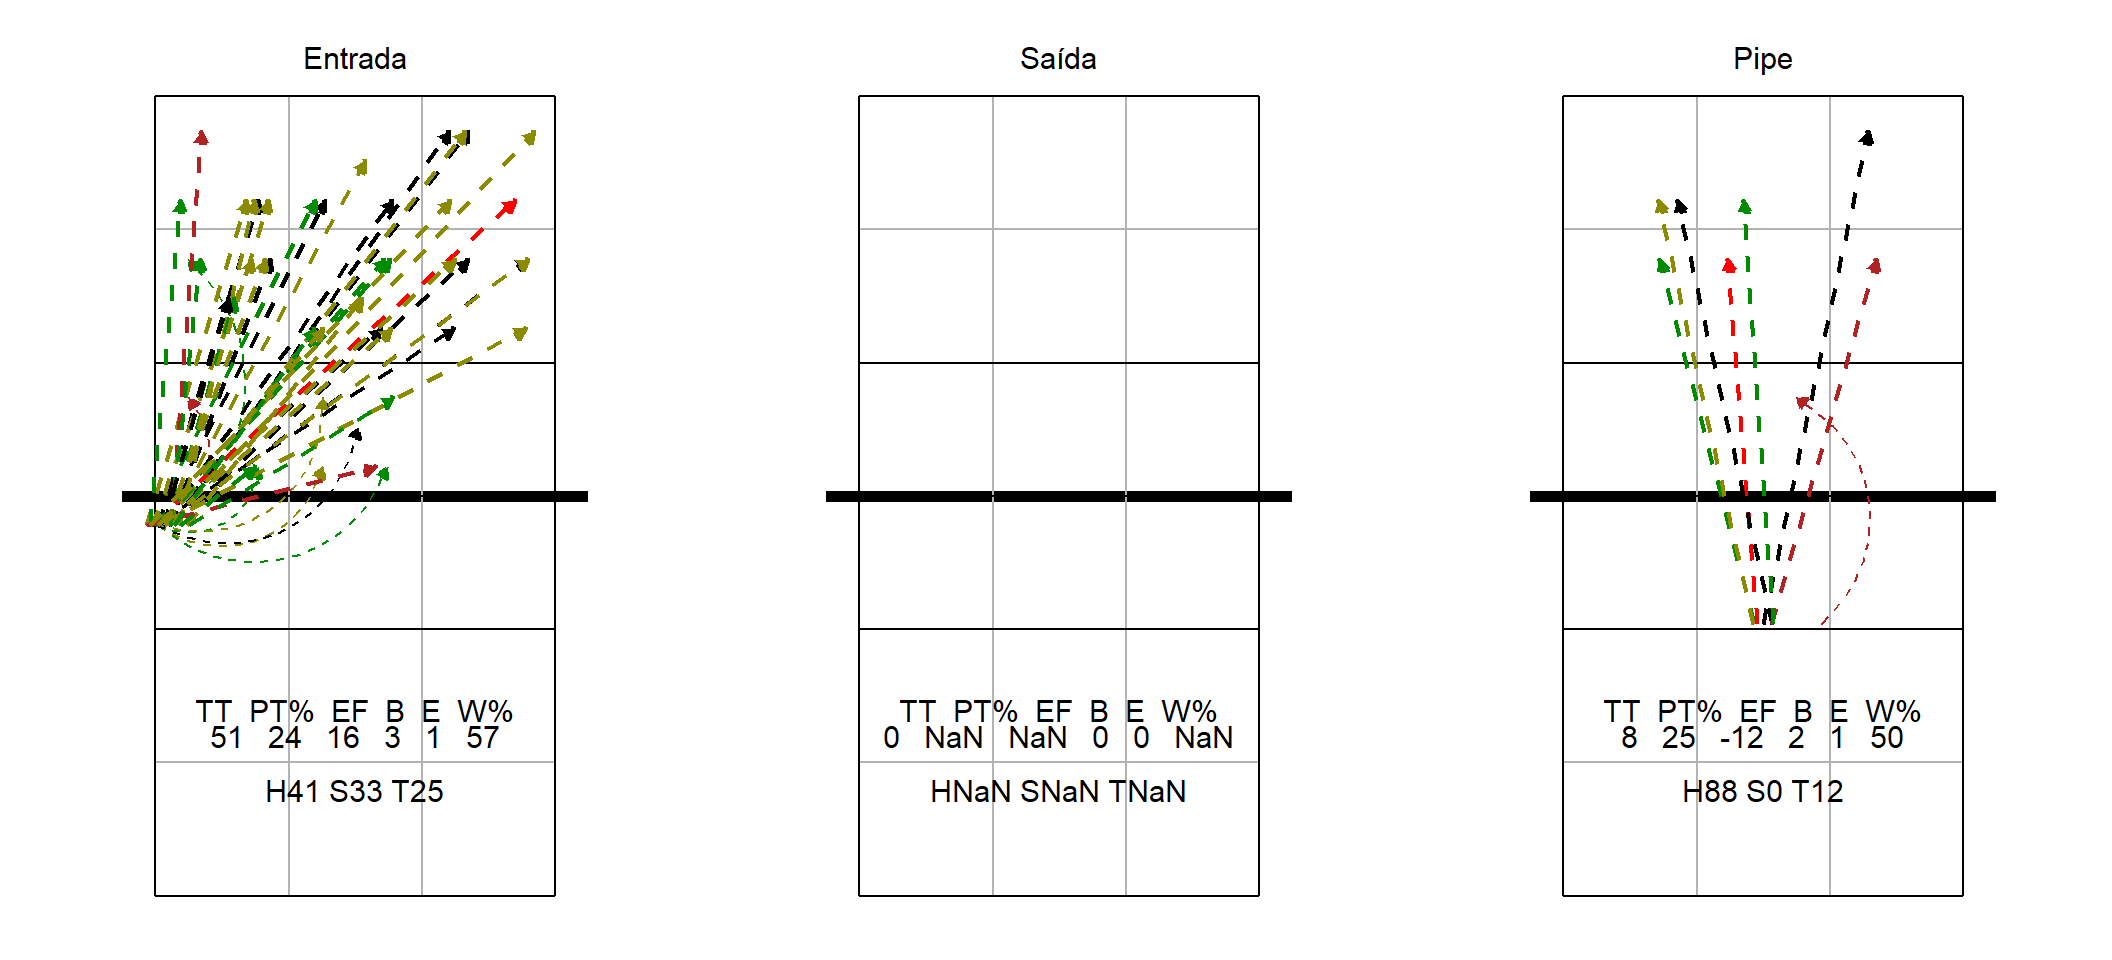 Entrada
TT PT% EF B E W%
51 24 16 3 1 57
H41 S33 T25
Saída
TT PT% EF B E W%
0 NaN NaN 0 0 NaN
HNaN SNaN TNaN
Pipe
TT PT% EF B E W%
8 25 -12 2 1 50
H88 S0 T12